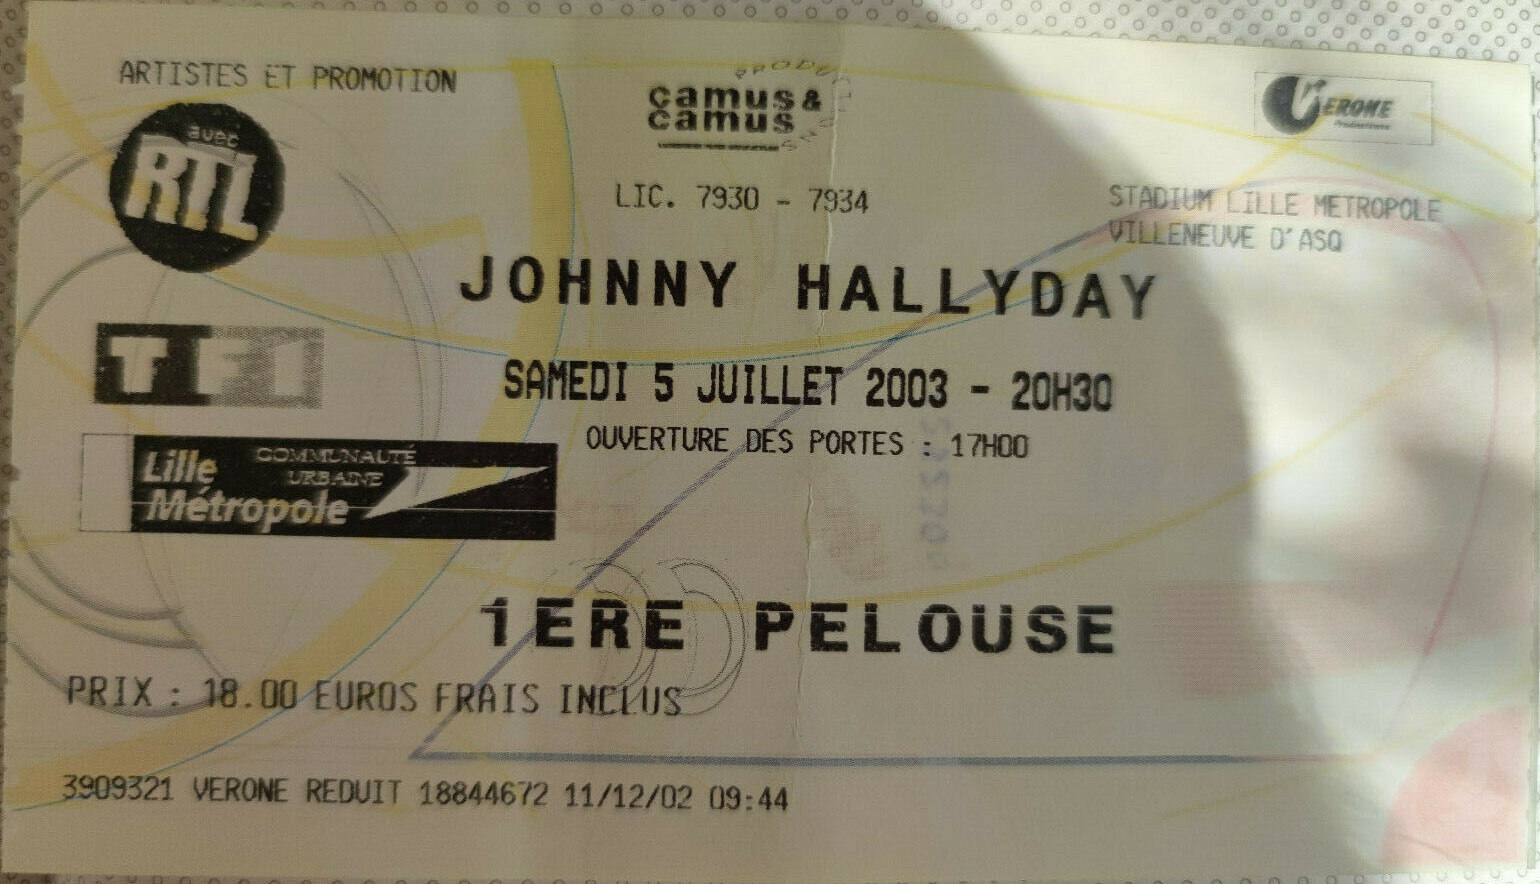 ARTISTES ET PROMOTION
avec
RTL
camus &
camus
PRODUCTIONS
VERONE
Productions
LIC. 7930 - 7934
STADIUM LILLE METROPOLE
VILLENEUVE D'ASQ
JOHNNY HALLYDAY
TF1
SAMEDI 5 JUILLET 2003 - 20H30
OUVERTURE DES PORTES : 17H00
COMMUNAUTÉ
URBAINE
Lille
Métropole
1ERE PELOUSE
PRIX : 18.00 EUROS FRAIS INCLUS
3909321 VERONE REDUIT 18844672 11/12/02 09:44